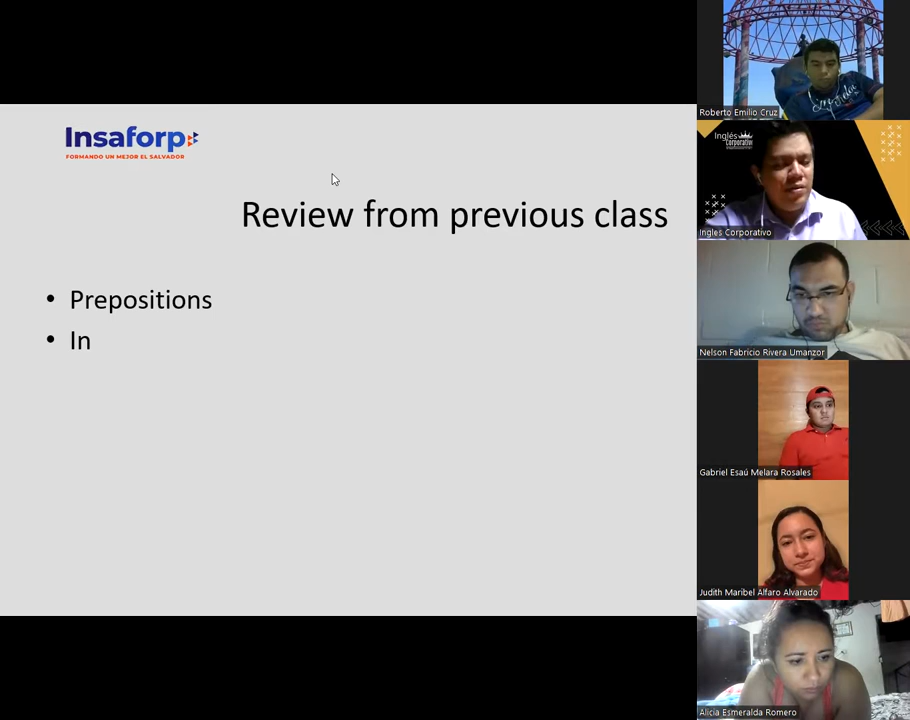 Insaforp
FORMANDO UN MEJOR EL SALVADOR
Review from previous class
• Prepositions
• In
Roberto Emilio Cruz
Inglés
Corporativo
Ingles Corporativo
Nelson Fabricio Rivera Umanzor
Gabriel Esaú Melara Rosales
Judith Maribel Alfaro Alvarado
Alicia Esmeralda Romero